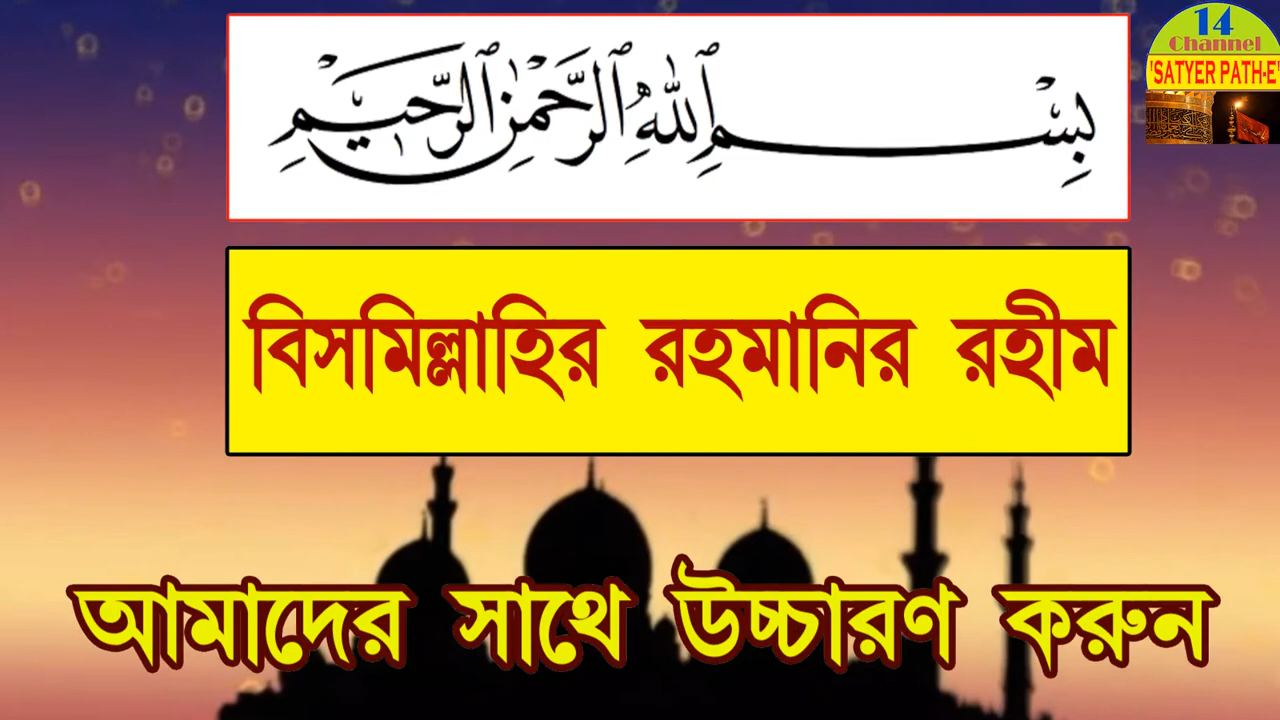 بِسْمِ ٱللَّٰهِ ٱلرَّحْمَٰنِ ٱلرَّحِيمِ
14
Channel
'SATYER PATH-E'
বিসমিল্লাহির রহমানির রহীম
আমাদের সাথে উচ্চারণ করুন